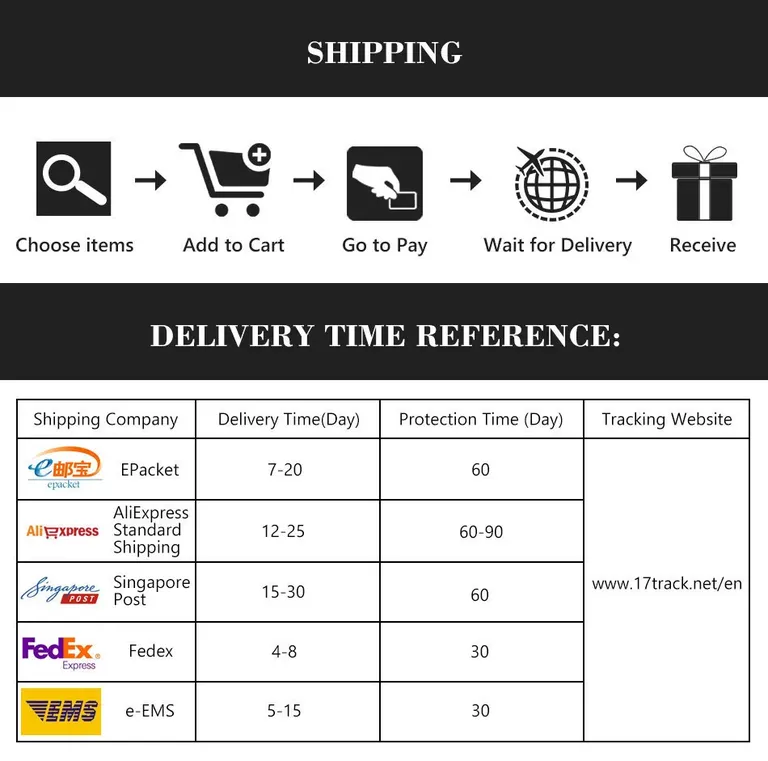 SHIPPING
Choose items
Add to Cart
Go to Pay
Wait for Delivery
Receive
DELIVERY TIME REFERENCE:
Shipping Company
Delivery Time(Day)
Protection Time (Day)
Tracking Website
e邮宝
epacket
EPacket
7-20
60
AliExpress
AliExpress
Standard
Shipping
12-25
60-90
Singapore
POST
Singapore
Post
15-30
60
FedEx®
Express
Fedex
4-8
30
EMS
e-EMS
5-15
30
www.17track.net/en